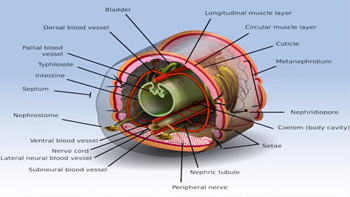 Bladder
Longitudinal muscle layer
Dorsal blood vessel
Circular muscle layer
Cuticle
Pallial blood
vessel
Typhlosole
Metanephridium
Intestine
Septum
Nephrostome
Nephridiopore
Coelom (body cavity)
Ventral blood vessel
Nerve cord
Setae
Lateral neural blood vessel
Subneural blood vessel
Nephric tubule
Peripheral nerve